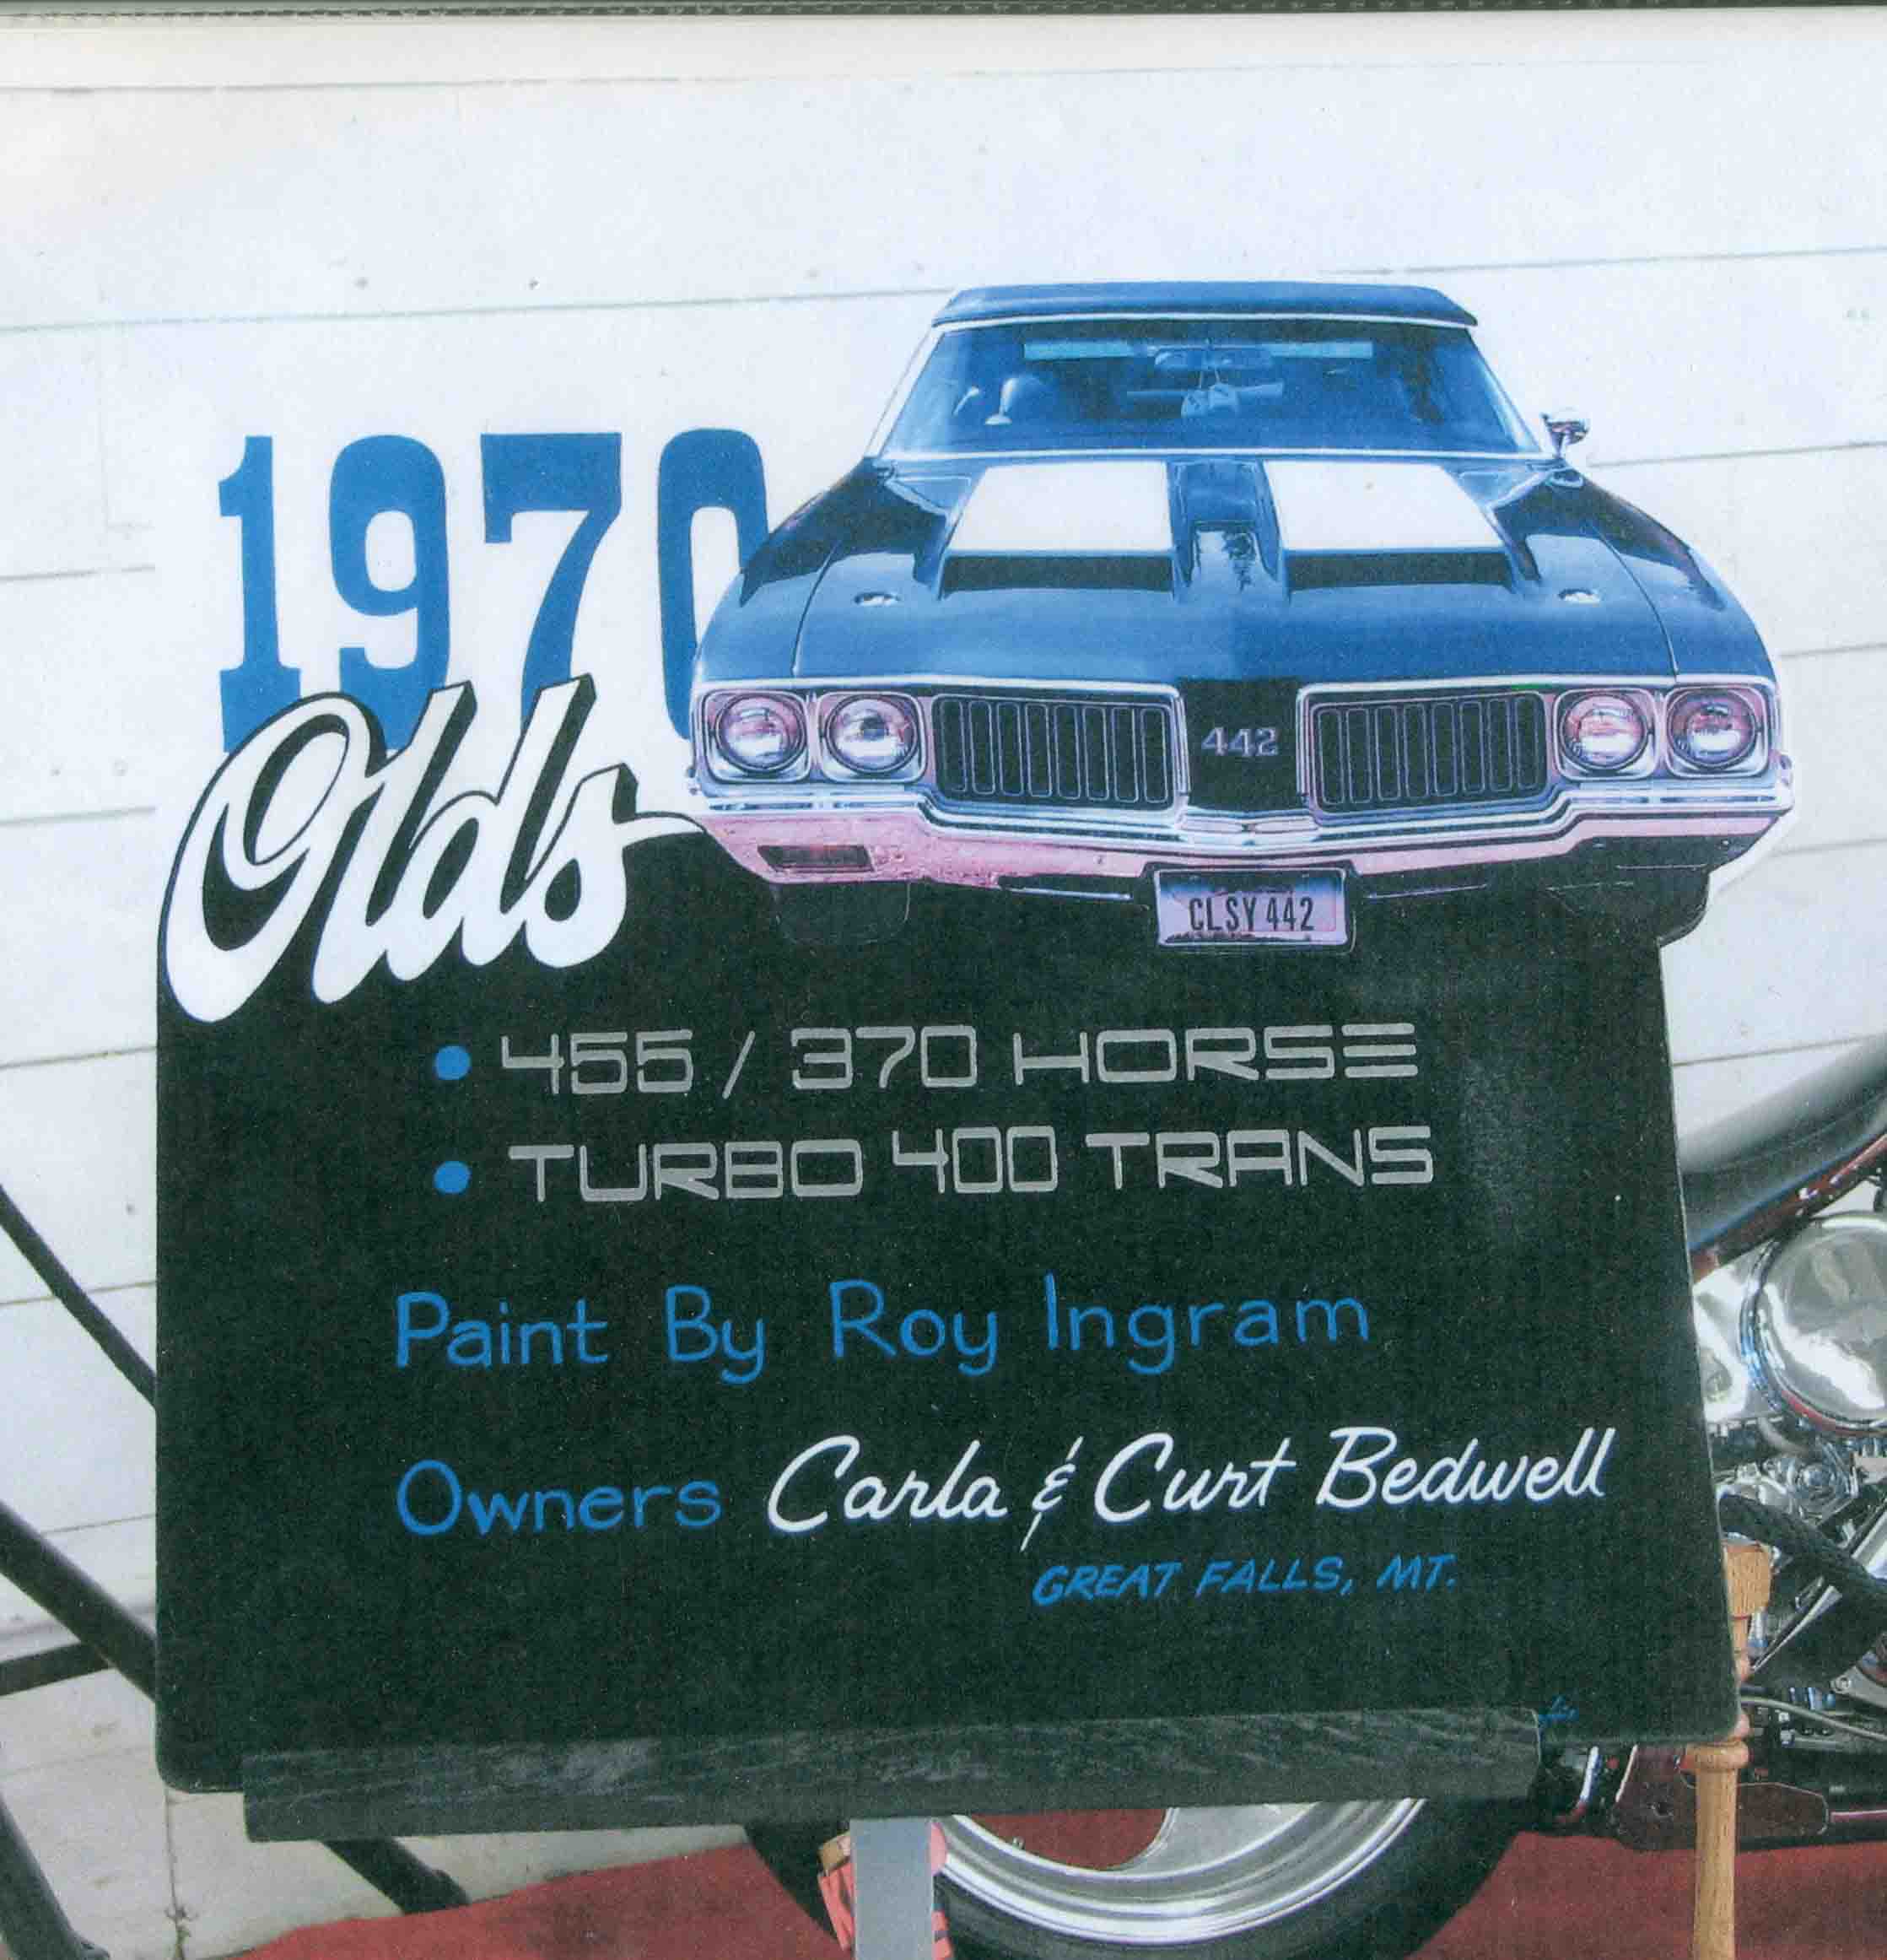 1970
Olds
442
CLSY 442
• 455 / 370 HORSE
• TURBO 400 TRANS
Paint By Roy Ingram
Owners Carla & Curt Bedwell
GREAT FALLS, MT.